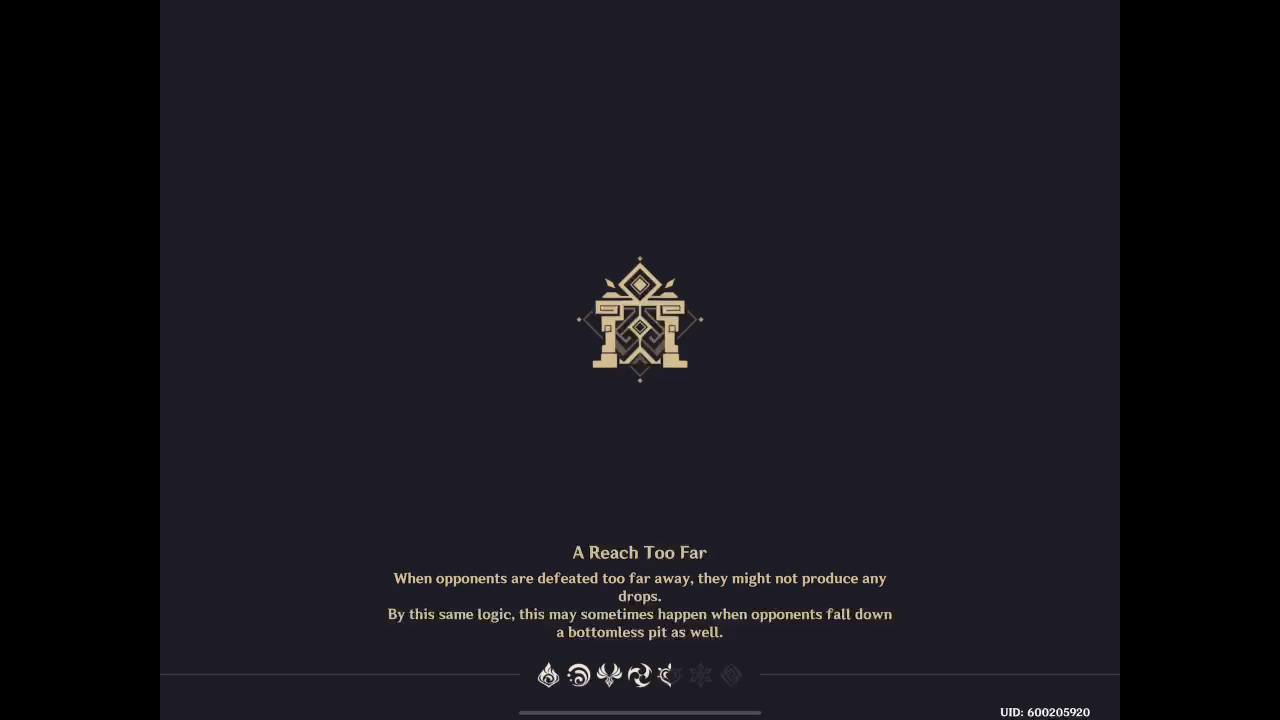 A Reach Too Far
When opponents are defeated too far away, they might not produce any
drops.
By this same logic, this may sometimes happen when opponents fall down
a bottomless pit as well.
UID: 600205920